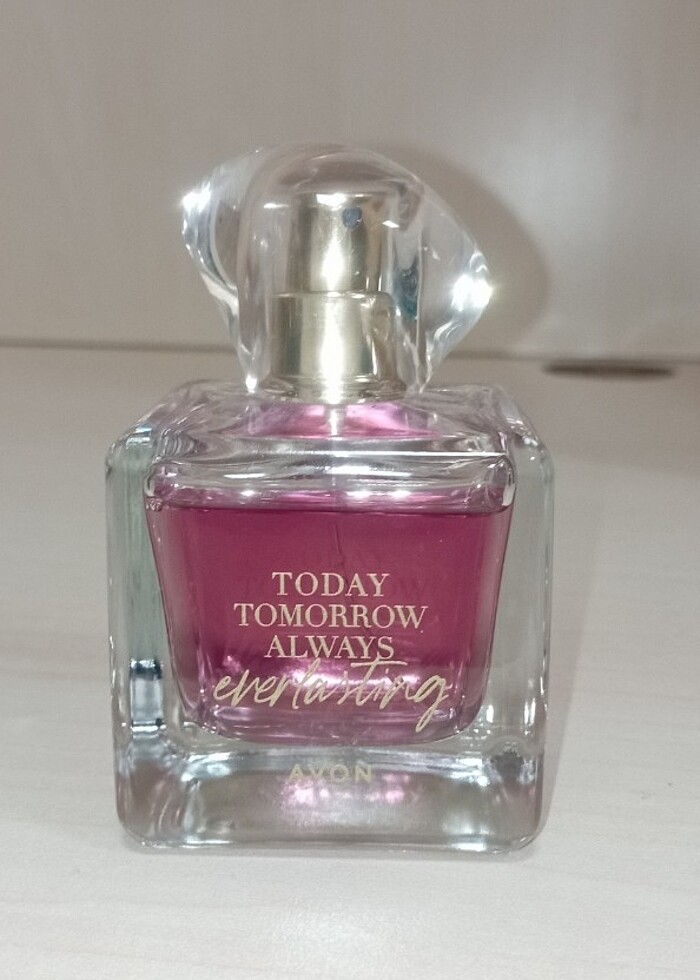 TODAY
TOMORROW
ALWAYS
everlasting
AVON